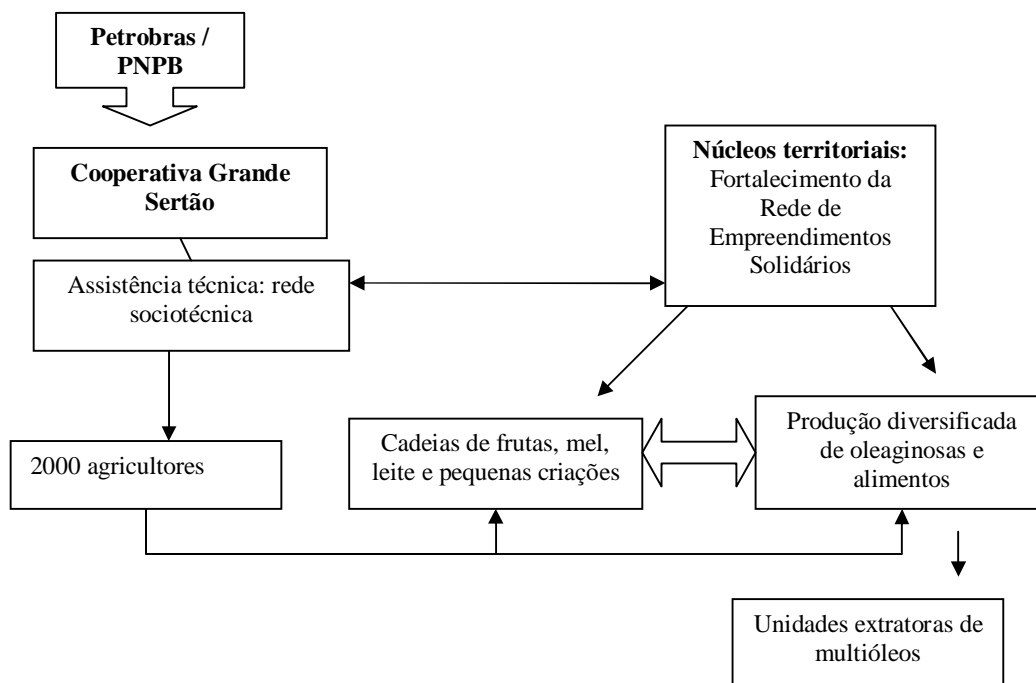 Petrobras /
PNPB
Cooperativa Grande
Sertão
Assistência técnica: rede
sociotécnica
2000 agricultores
Núcleos territoriais:
Fortalecimento da
Rede de
Empreendimentos
Solidários
Cadeias de frutas, mel,
leite e pequenas criações
Produção diversificada
de oleaginosas e
alimentos
Unidades extratoras de
multióleos